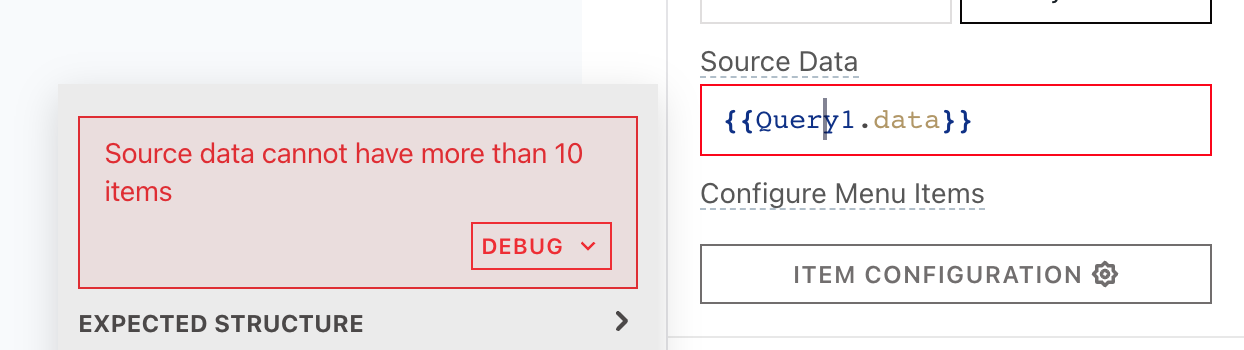 Source Data
{{Query1.data}}
Source data cannot have more than 10
items
DEBUG
Configure Menu Items
ITEM CONFIGURATION
EXPECTED STRUCTURE